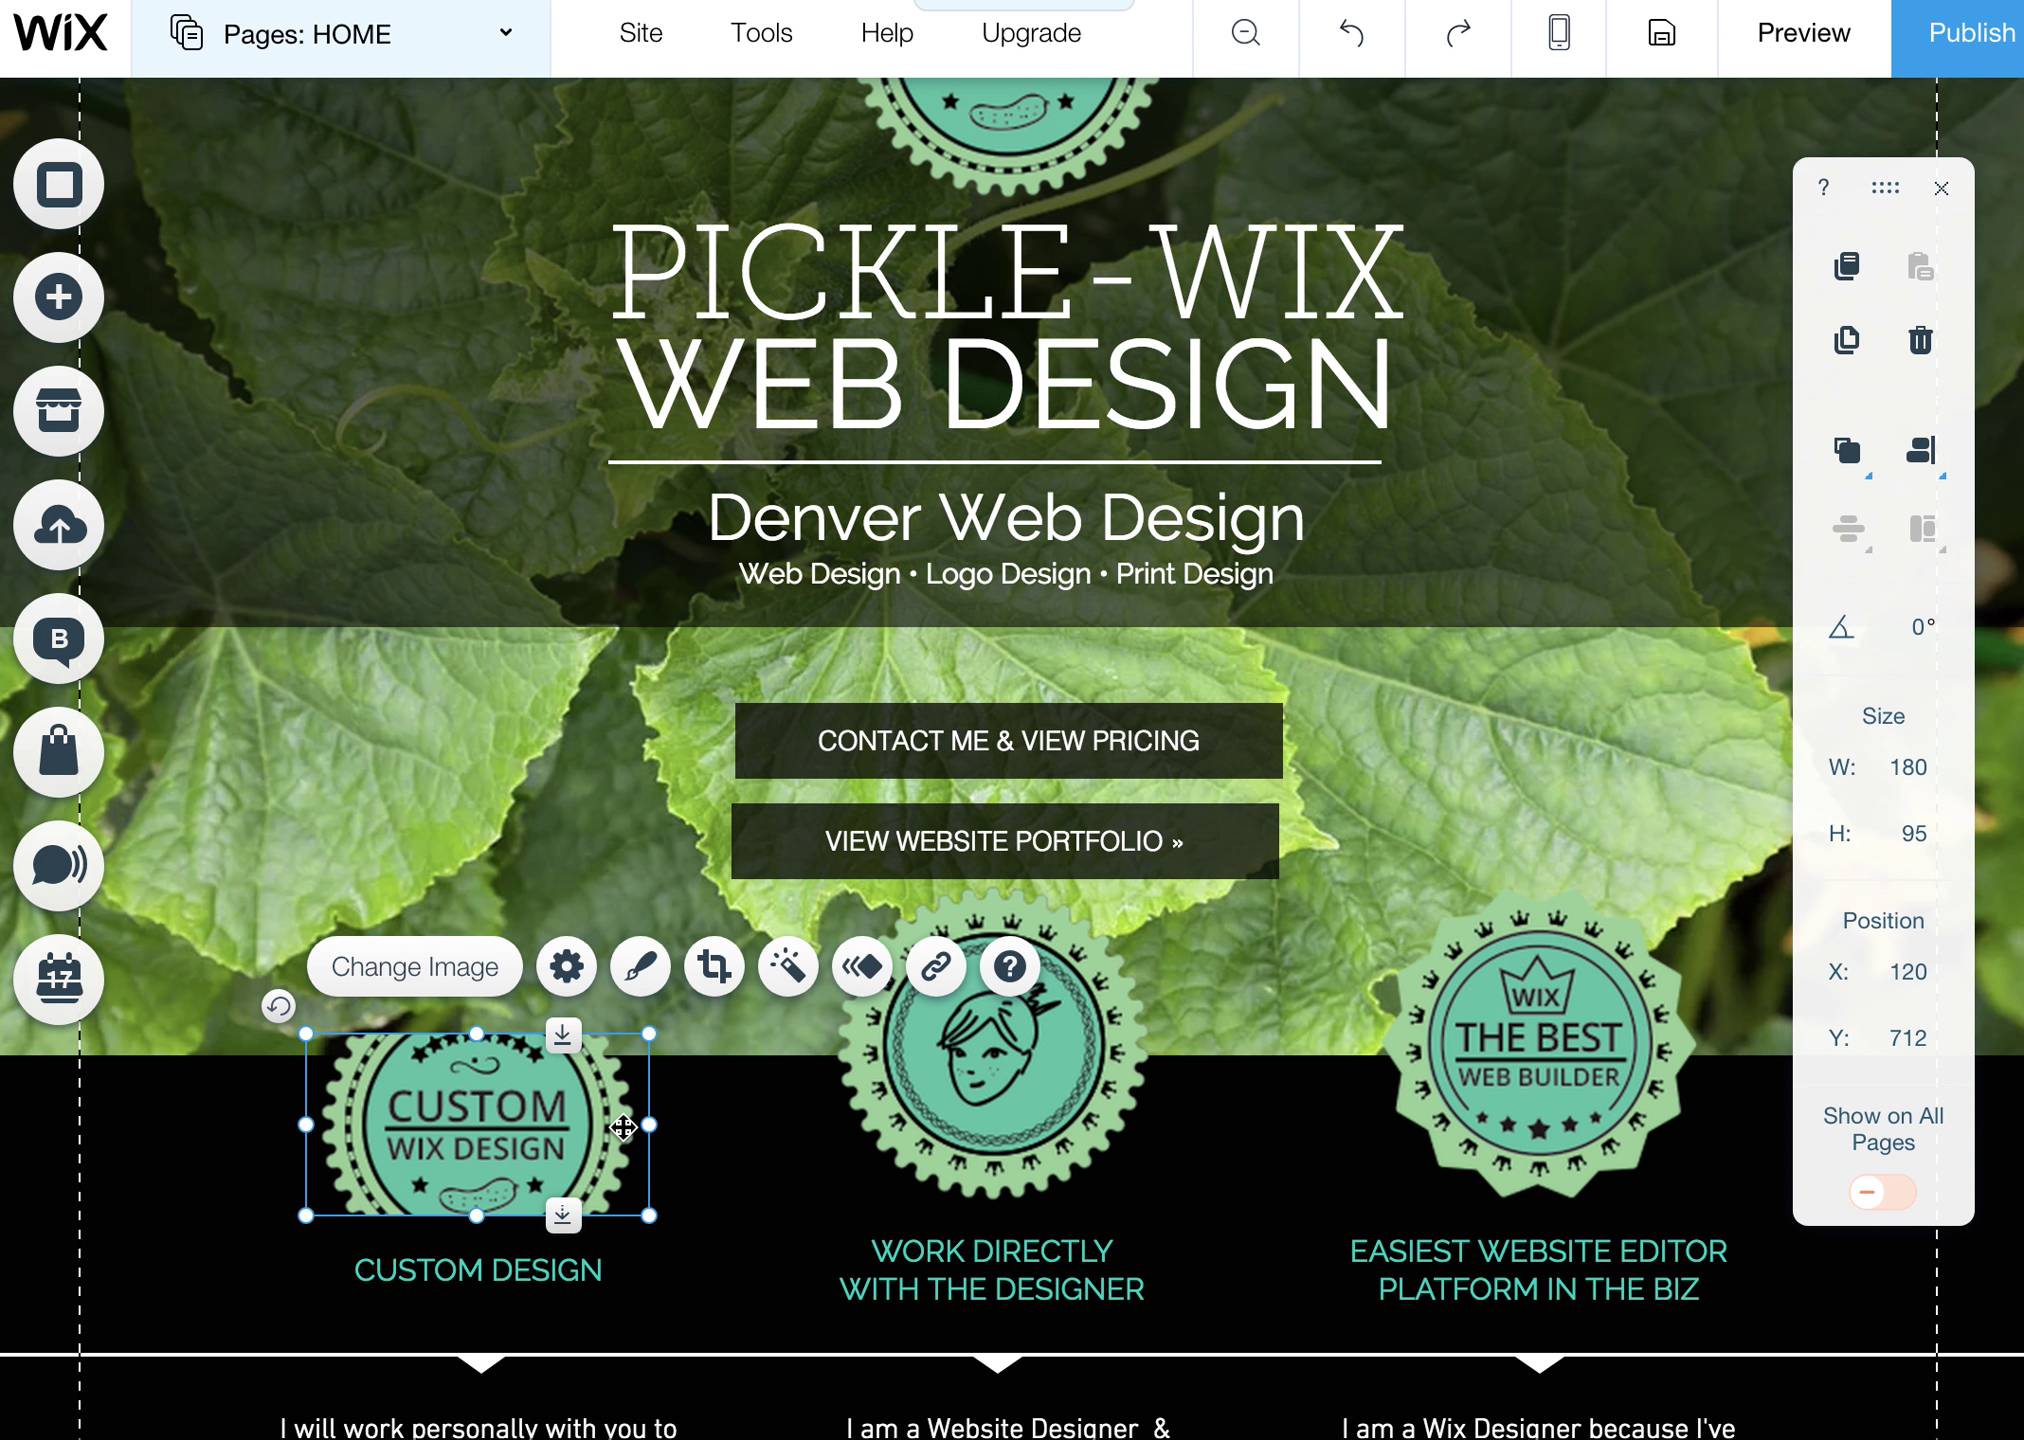 WiX
Pages: HOME
Site
Tools
Help
Upgrade
Preview
Publish
PICKLE-WIX
WEB DESIGN
Denver Web Design
Web Design • Logo Design • Print Design
CONTACT ME & VIEW PRICING
VIEW WEBSITE PORTFOLIO »
?
0°
Size
W: 180
H: 95
Position
X: 120
Y: 712
Show on All
Pages
B
17
Change Image
?
CUSTOM
WIX DESIGN
WIX
THE BEST
WEB BUILDER
CUSTOM DESIGN
WORK DIRECTLY
WITH THE DESIGNER
EASIEST WEBSITE EDITOR
PLATFORM IN THE BIZ
I will work personally with you to
I am a Website Designer &
I am a Wix Designer because I've